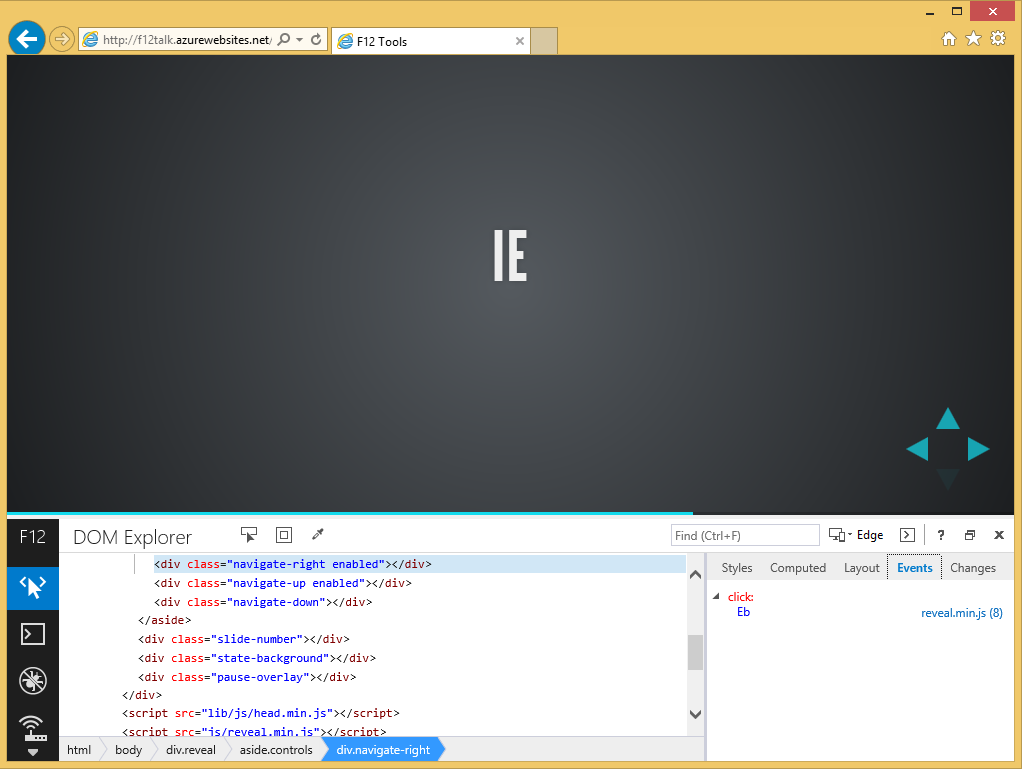 http://f12talk.azurewebsites.net/
F12 Tools
IE
F12
DOM Explorer
Find (Ctrl+F)
Edge
?
<div class="navigate-right enabled"></div>
<div class="navigate-up enabled"></div>
<div class="navigate-down"></div>
</aside>
<div class="slide-number"></div>
<div class="state-background"></div>
<div class="pause-overlay"></div>
</div>
<script src="lib/js/head.min.js"></script>
<script src="js/reveal.min.js"></script>
html body div.reveal aside.controls div.navigate-right
Styles Computed Layout Events Changes
click:
Eb reveal.min.js (8)